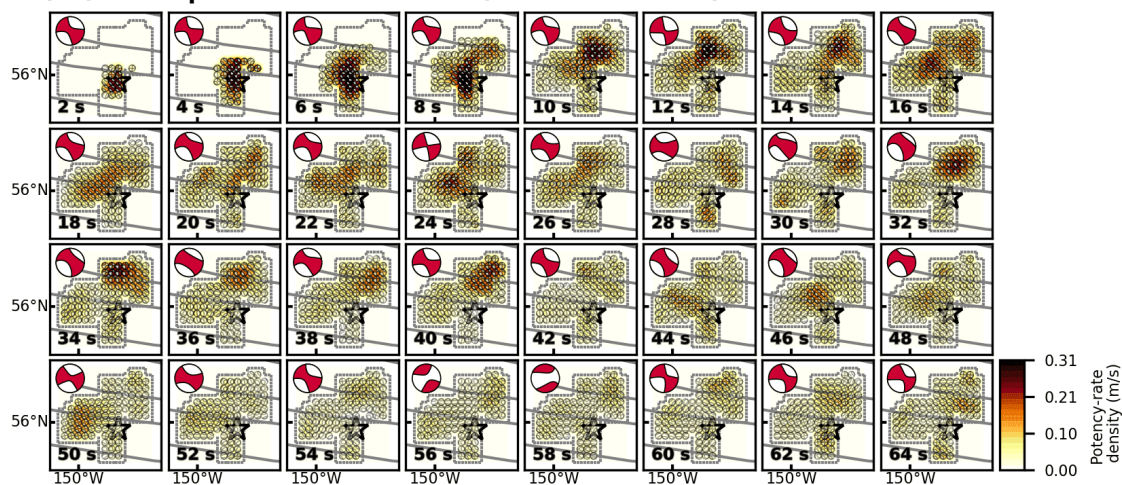 56°N 2 s 4 s 6 s 8 s 10 s 12 s 14 s 16 s
56°N 18 s 20 s 22 s 24 s 26 s 28 s 30 s 32 s
56°N 34 s 36 s 38 s 40 s 42 s 44 s 46 s 48 s
56°N 50 s 52 s 54 s 56 s 58 s 60 s 62 s 64 s
150°W 150°W 150°W 150°W 150°W 150°W 150°W 150°W
0.31
0.21
0.10
0.00
Potency-rate
density (m/s)